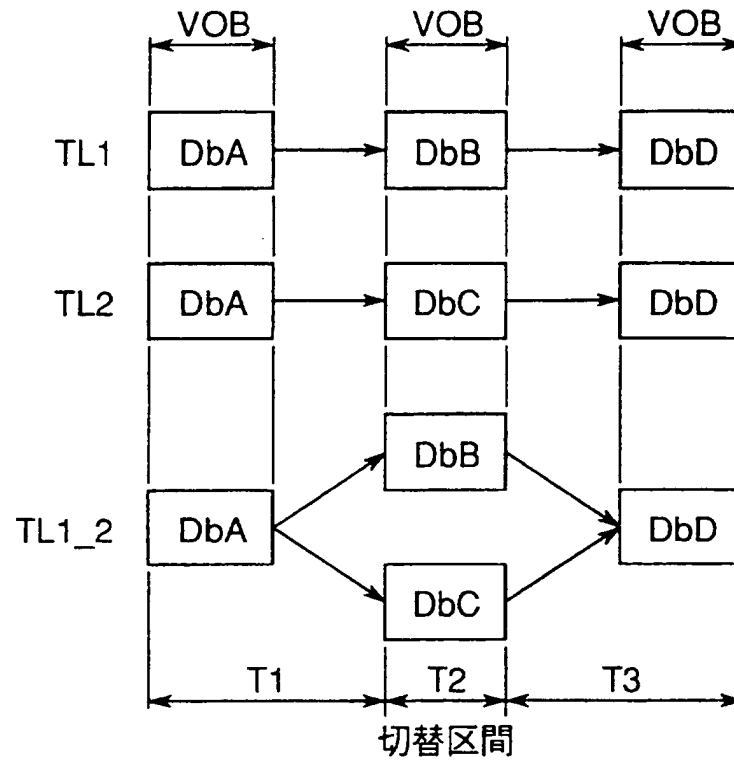 VOB VOB VOB
TL1 DbA DbB DbD
TL2 DbA DbC DbD
DbB
TL1_2 DbA DbD
DbC
T1 T2 T3
切替区間